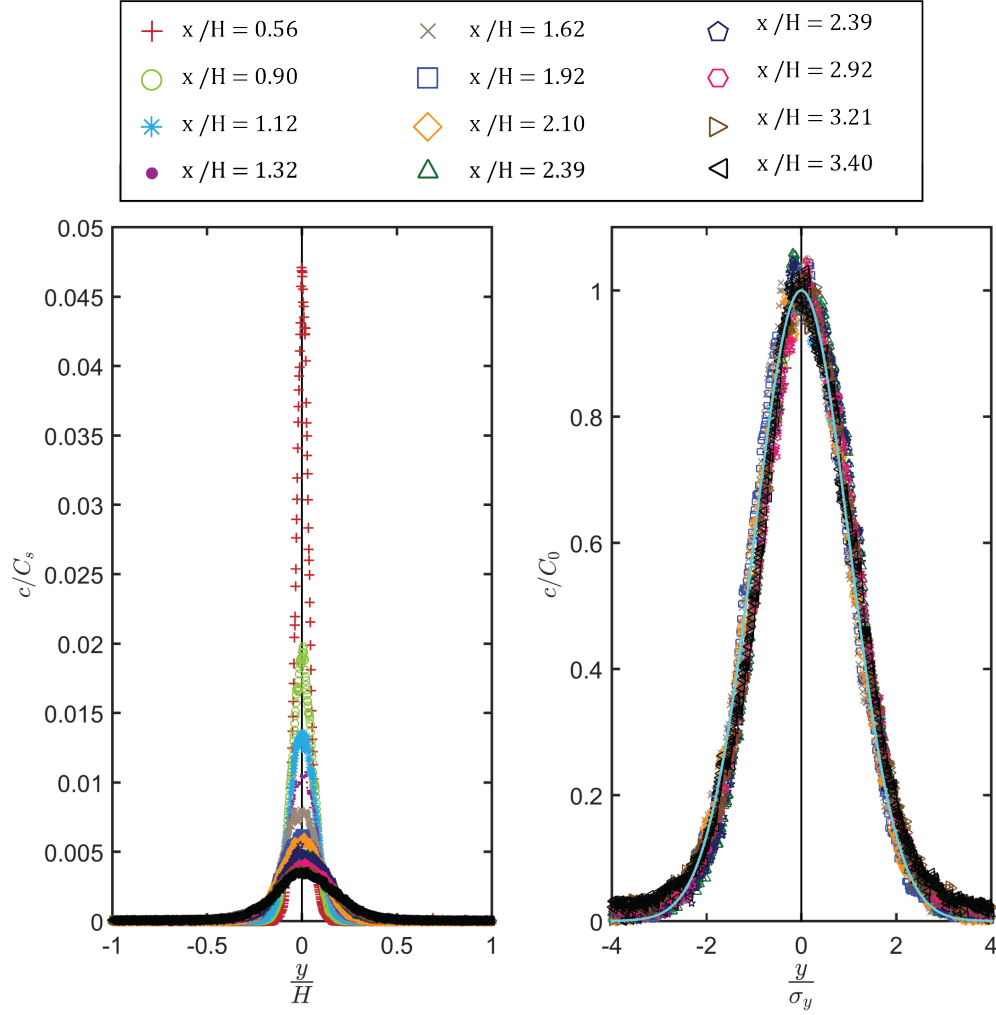 x /H = 0.56 x /H = 1.62 x /H = 2.39
x /H = 0.90 x /H = 1.92 x /H = 2.92
x /H = 1.12 x /H = 2.10 x /H = 3.21
x /H = 1.32 x /H = 2.39 x /H = 3.40
0.05
0.045
0.04
0.035
0.03
0.025
0.02
0.015
0.01
0.005
0
c/C_s
-1 -0.5 0 0.5 1
y/H
1
0.8
0.6
0.4
0.2
0
c/C_0
-4 -2 0 2 4
y/σ_y